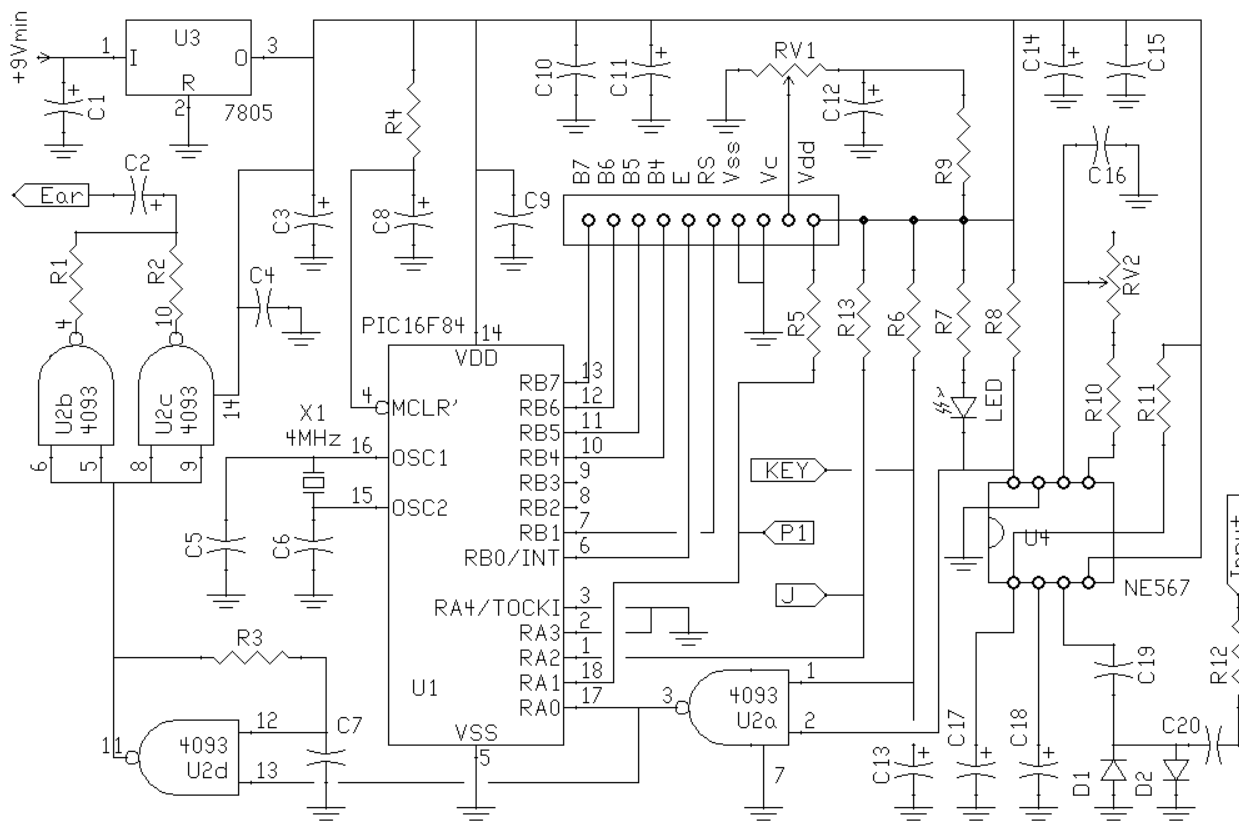 +9Vmin
1
I
U3
O
3
R
2
7805
C1
C2
Ear
R1
R2
4
10
U2b
4093
U2c
4093
14
6
5
8
9
C3
C4
R4
C8
C9
C10
C11
RV1
C12
R9
C14
C15
C16
RV2
B7
B6
B5
B4
E
RS
Vss
Vc
Vdd
R5
R13
R6
R7
R8
LED
R10
R11
PIC16F84
14
VDD
4
MCLR'
X1
4MHz
16
OSC1
15
OSC2
C5
C6
RB7
13
RB6
12
RB5
11
RB4
10
RB3
9
RB2
8
RB1
7
RB0/INT
6
RA4/TOCKI
3
RA3
2
RA2
1
RA1
18
RA0
17
U1
VSS
5
KEY
P1
J
U4
NE567
Input
R12
R3
12
13
11
4093
U2d
C7
3
4093
U2a
1
2
7
C13
C17
C18
C19
C20
D1
D2